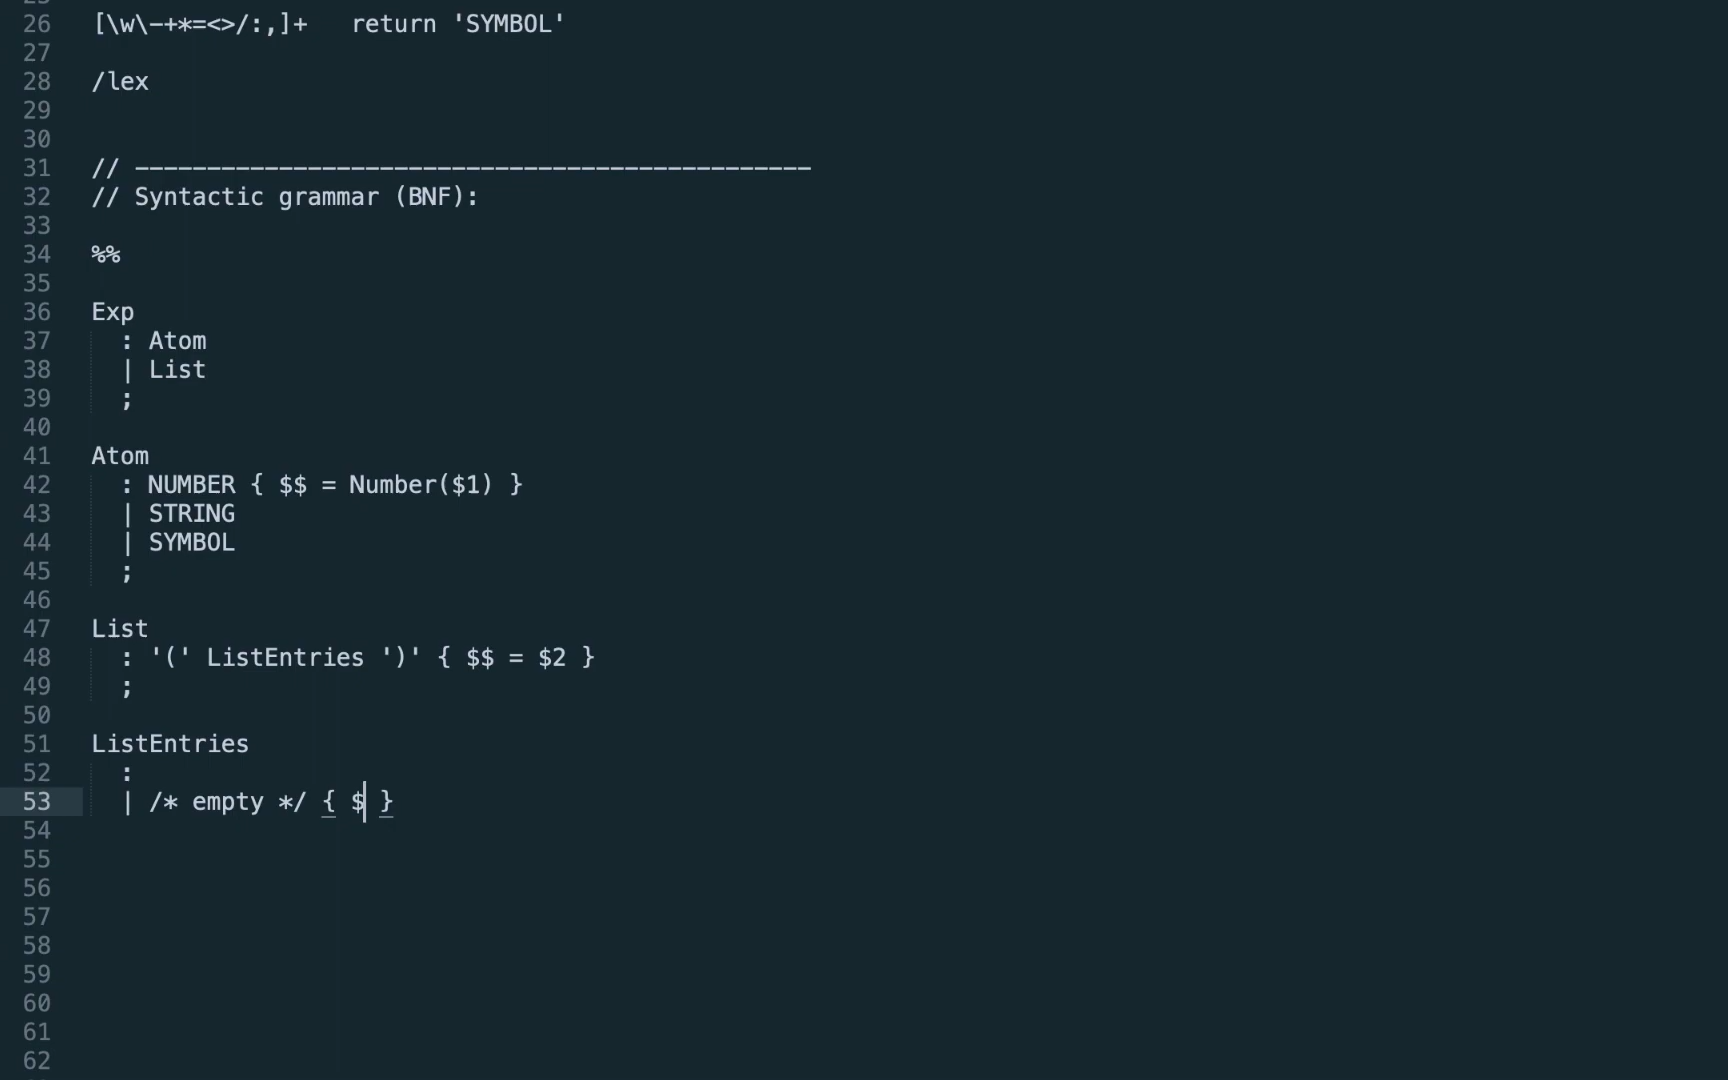 26 [\w\-+*=<>/:,]+   return 'SYMBOL'
27
28 /lex
29
30
31 // -----------------------------------------------
32 // Syntactic grammar (BNF):
33
34 %%
35
36 Exp
37   : Atom
38   | List
39   ;
40
41 Atom
42   : NUMBER { $$ = Number($1) }
43   | STRING
44   | SYMBOL
45   ;
46
47 List
48   : '(' ListEntries ')' { $$ = $2 }
49   ;
50
51 ListEntries
52   :
53   | /* empty */ { $ }
54
55
56
57
58
59
60
61
62